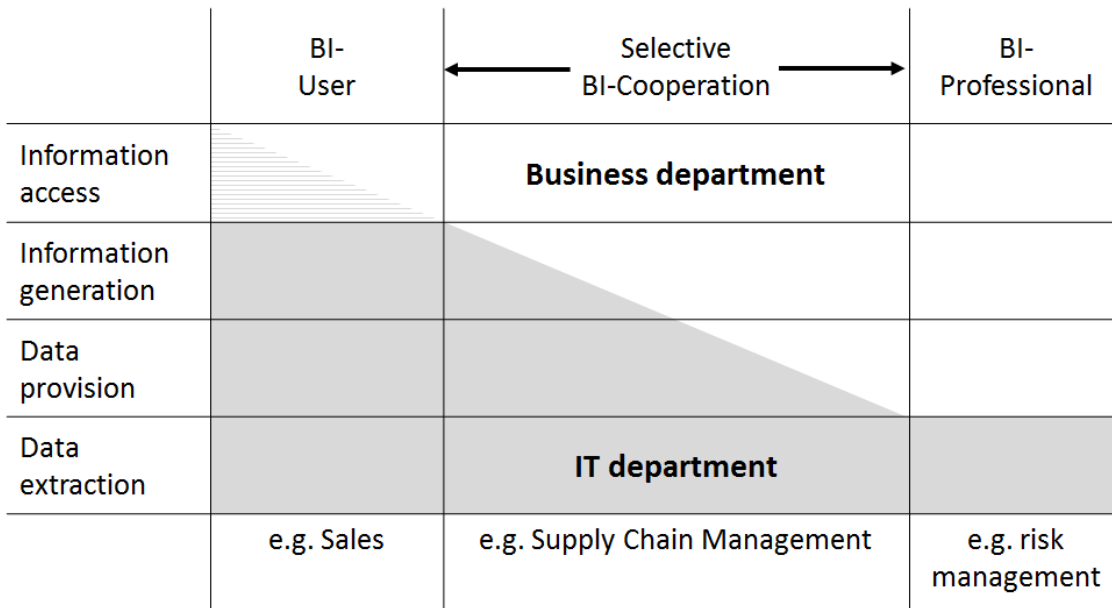 BI-
User
Selective
BI-Cooperation
BI-
Professional
Information
access
Business department
Information
generation
Data
provision
Data
extraction
IT department
e.g. Sales
e.g. Supply Chain Management
e.g. risk
management